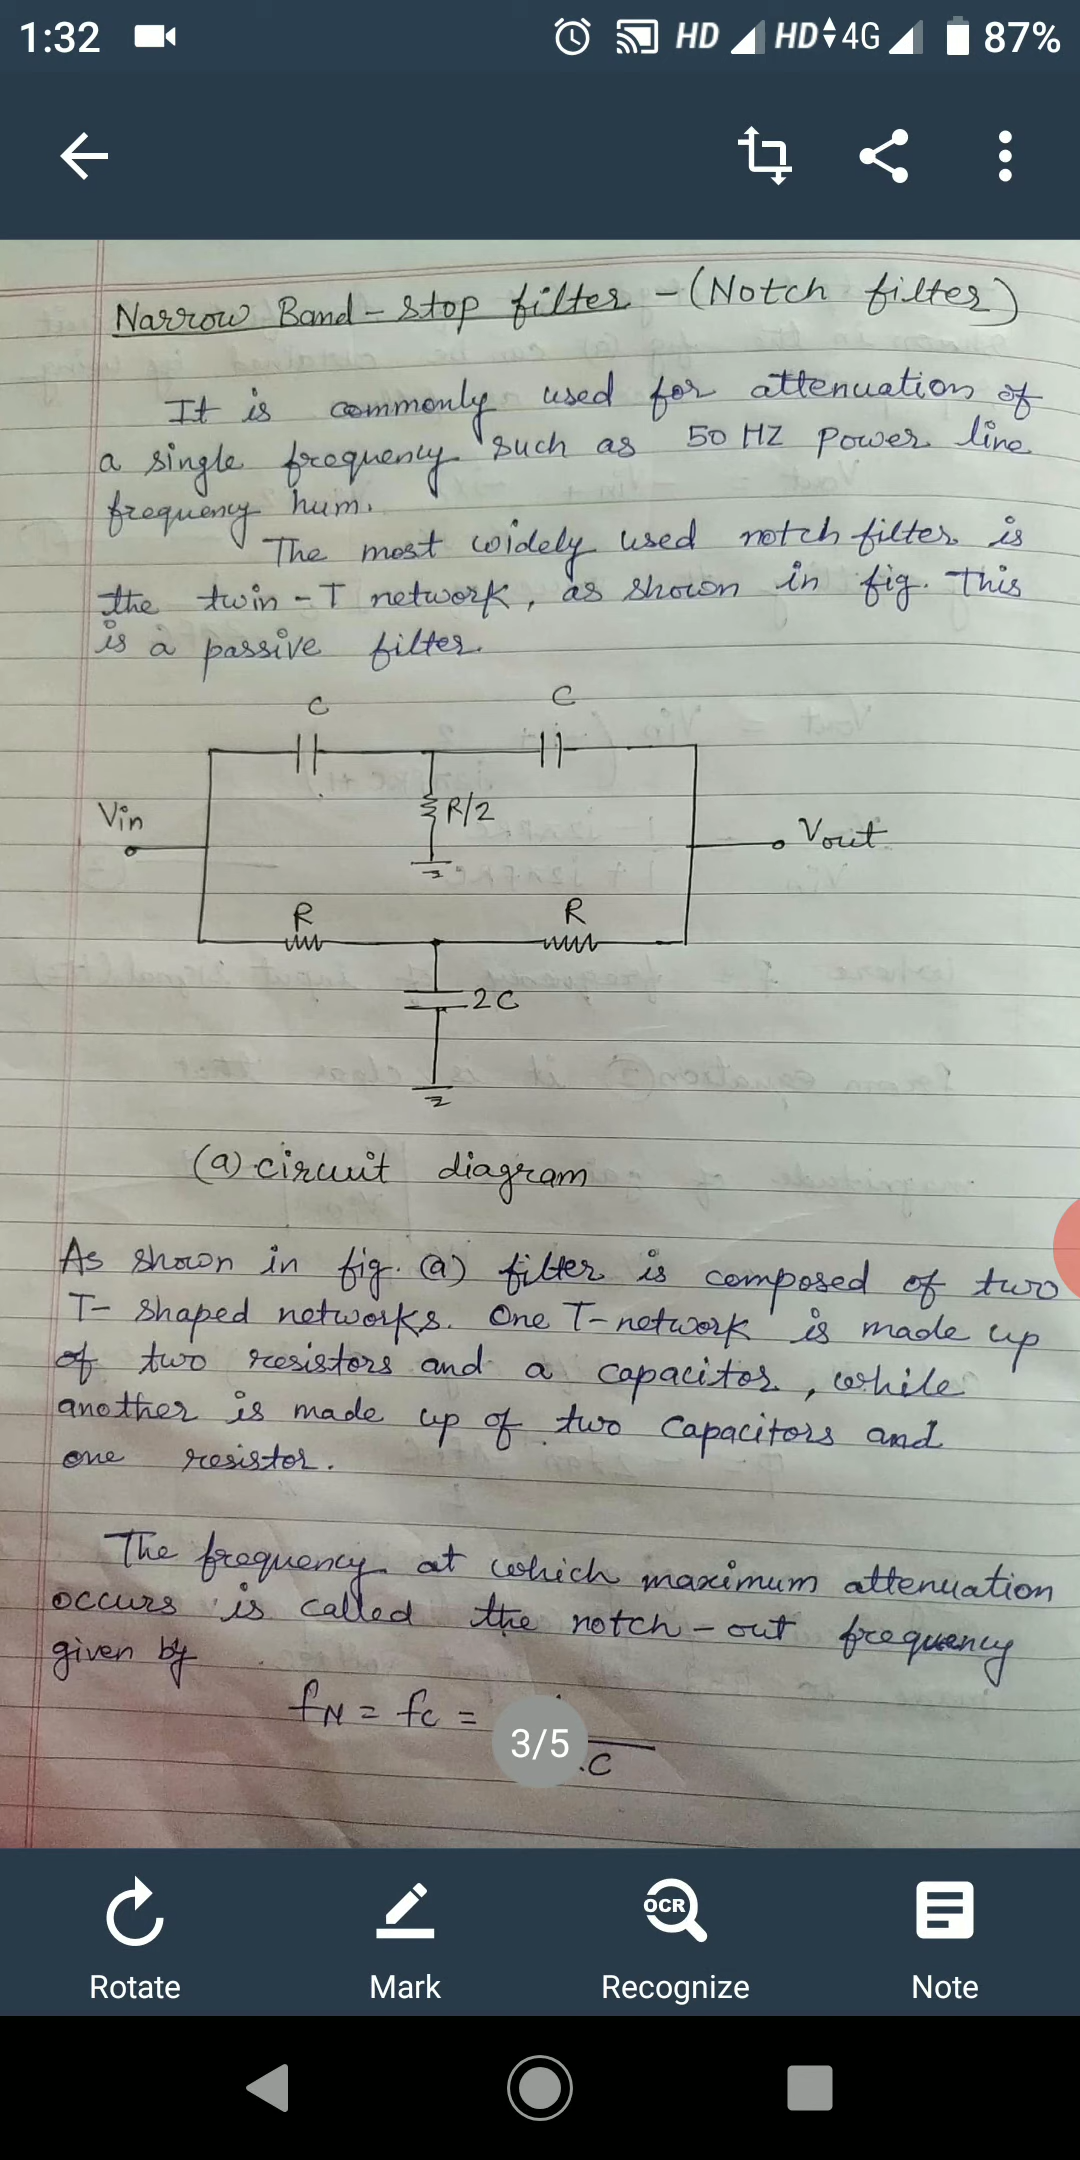 1:32 HD HD 4G 87%
Narrow Band-stop filter - (Notch filter)
It is commonly used for attenuation of
a single frequency such as 50 HZ power line
frequency hum.
The most widely used notch filter is
the twin-T network, as shown in fig. This
is a passive filter.
C C
Vin R/2 Vout
R R
2C
(a) circuit diagram
As shown in fig. (a) filter is composed of two
T- shaped networks. One T-network is made up
of two resistors and a capacitor, while
another is made up of two capacitors and
one resistor.
The frequency at which maximum attenuation
occurs is called the notch-out frequency
given by
fN = fc =
C
3/5
Rotate Mark OCR Recognize Note